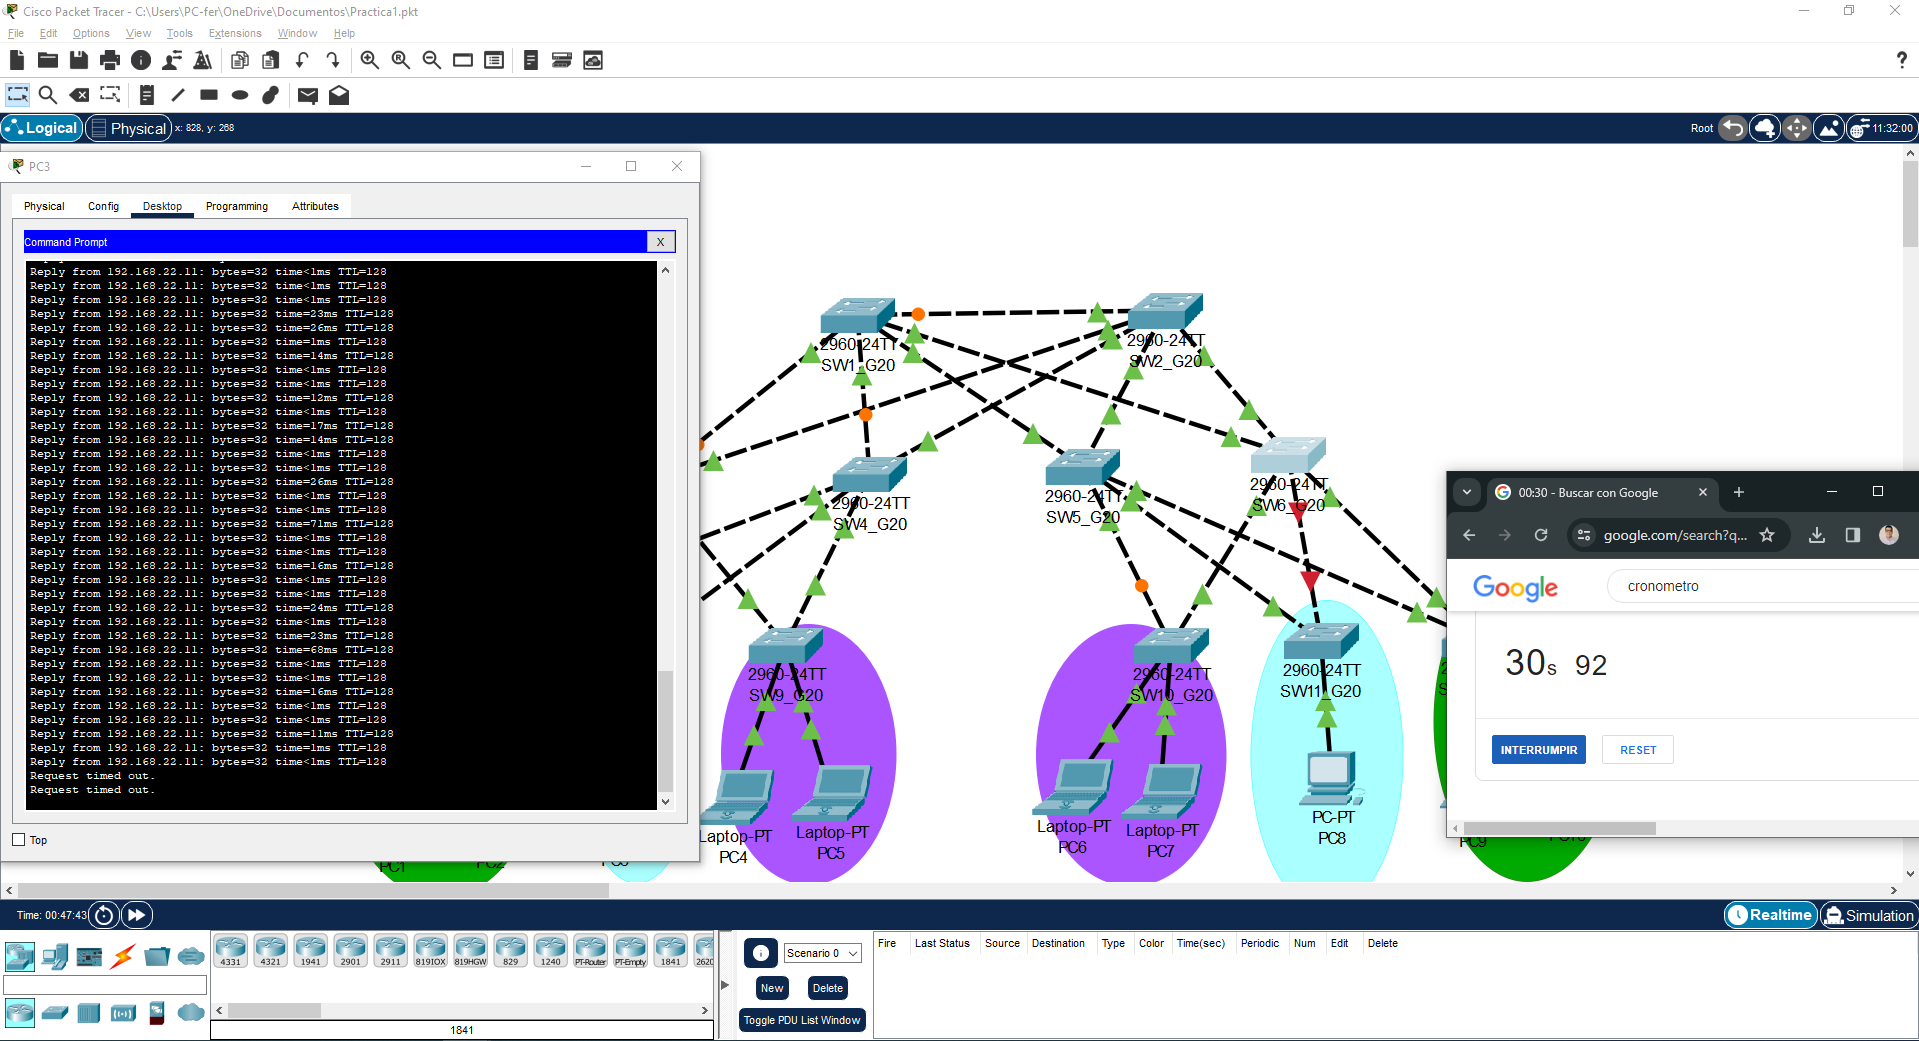 Cisco Packet Tracer - C:\Users\PC-fer\OneDrive\Documentos\Practica1.pkt
File Edit Options View Tools Extensions Window Help
?
Logical Physical x: 828, y: 268 Root 11:32:00
PC3
Physical Config Desktop Programming Attributes
Command Prompt X
Reply from 192.168.22.11: bytes=32 time<1ms TTL=128
Reply from 192.168.22.11: bytes=32 time<1ms TTL=128
Reply from 192.168.22.11: bytes=32 time<1ms TTL=128
Reply from 192.168.22.11: bytes=32 time=23ms TTL=128
Reply from 192.168.22.11: bytes=32 time=26ms TTL=128
Reply from 192.168.22.11: bytes=32 time=1ms TTL=128
Reply from 192.168.22.11: bytes=32 time=14ms TTL=128
Reply from 192.168.22.11: bytes=32 time<1ms TTL=128
Reply from 192.168.22.11: bytes=32 time<1ms TTL=128
Reply from 192.168.22.11: bytes=32 time=12ms TTL=128
Reply from 192.168.22.11: bytes=32 time<1ms TTL=128
Reply from 192.168.22.11: bytes=32 time=17ms TTL=128
Reply from 192.168.22.11: bytes=32 time=14ms TTL=128
Reply from 192.168.22.11: bytes=32 time<1ms TTL=128
Reply from 192.168.22.11: bytes=32 time<1ms TTL=128
Reply from 192.168.22.11: bytes=32 time=26ms TTL=128
Reply from 192.168.22.11: bytes=32 time<1ms TTL=128
Reply from 192.168.22.11: bytes=32 time<1ms TTL=128
Reply from 192.168.22.11: bytes=32 time=71ms TTL=128
Reply from 192.168.22.11: bytes=32 time<1ms TTL=128
Reply from 192.168.22.11: bytes=32 time<1ms TTL=128
Reply from 192.168.22.11: bytes=32 time=16ms TTL=128
Reply from 192.168.22.11: bytes=32 time<1ms TTL=128
Reply from 192.168.22.11: bytes=32 time<1ms TTL=128
Reply from 192.168.22.11: bytes=32 time=24ms TTL=128
Reply from 192.168.22.11: bytes=32 time<1ms TTL=128
Reply from 192.168.22.11: bytes=32 time=23ms TTL=128
Reply from 192.168.22.11: bytes=32 time=68ms TTL=128
Reply from 192.168.22.11: bytes=32 time<1ms TTL=128
Reply from 192.168.22.11: bytes=32 time<1ms TTL=128
Reply from 192.168.22.11: bytes=32 time=16ms TTL=128
Reply from 192.168.22.11: bytes=32 time<1ms TTL=128
Reply from 192.168.22.11: bytes=32 time<1ms TTL=128
Reply from 192.168.22.11: bytes=32 time=11ms TTL=128
Reply from 192.168.22.11: bytes=32 time=1ms TTL=128
Reply from 192.168.22.11: bytes=32 time<1ms TTL=128
Request timed out.
Request timed out.
Top
2960-24TT
SW1_G20
2960-24TT
SW2_G20
2960-24TT
SW4_G20
2960-24TT
SW5_G20
2960-24TT
SW6_G20
2960-24TT
SW9_G20
2960-24TT
SW10_G20
2960-24TT
SW11_G20
Laptop-PT
PC4
Laptop-PT
PC5
Laptop-PT
PC6
Laptop-PT
PC7
PC-PT
PC8
PC1
PC2
PC9
00:30 - Buscar con Google
google.com/search?q...
Google cronometro
30s 92
INTERRUMPIR RESET
Time: 00:47:43 Realtime Simulation
4331 4321 1941 2901 2911 819IOX 819HGW 829 1240 PT-Router PT-Empty 1841 2620
1841
Scenario 0
New Delete
Toggle PDU List Window
Fire Last Status Source Destination Type Color Time(sec) Periodic Num Edit Delete